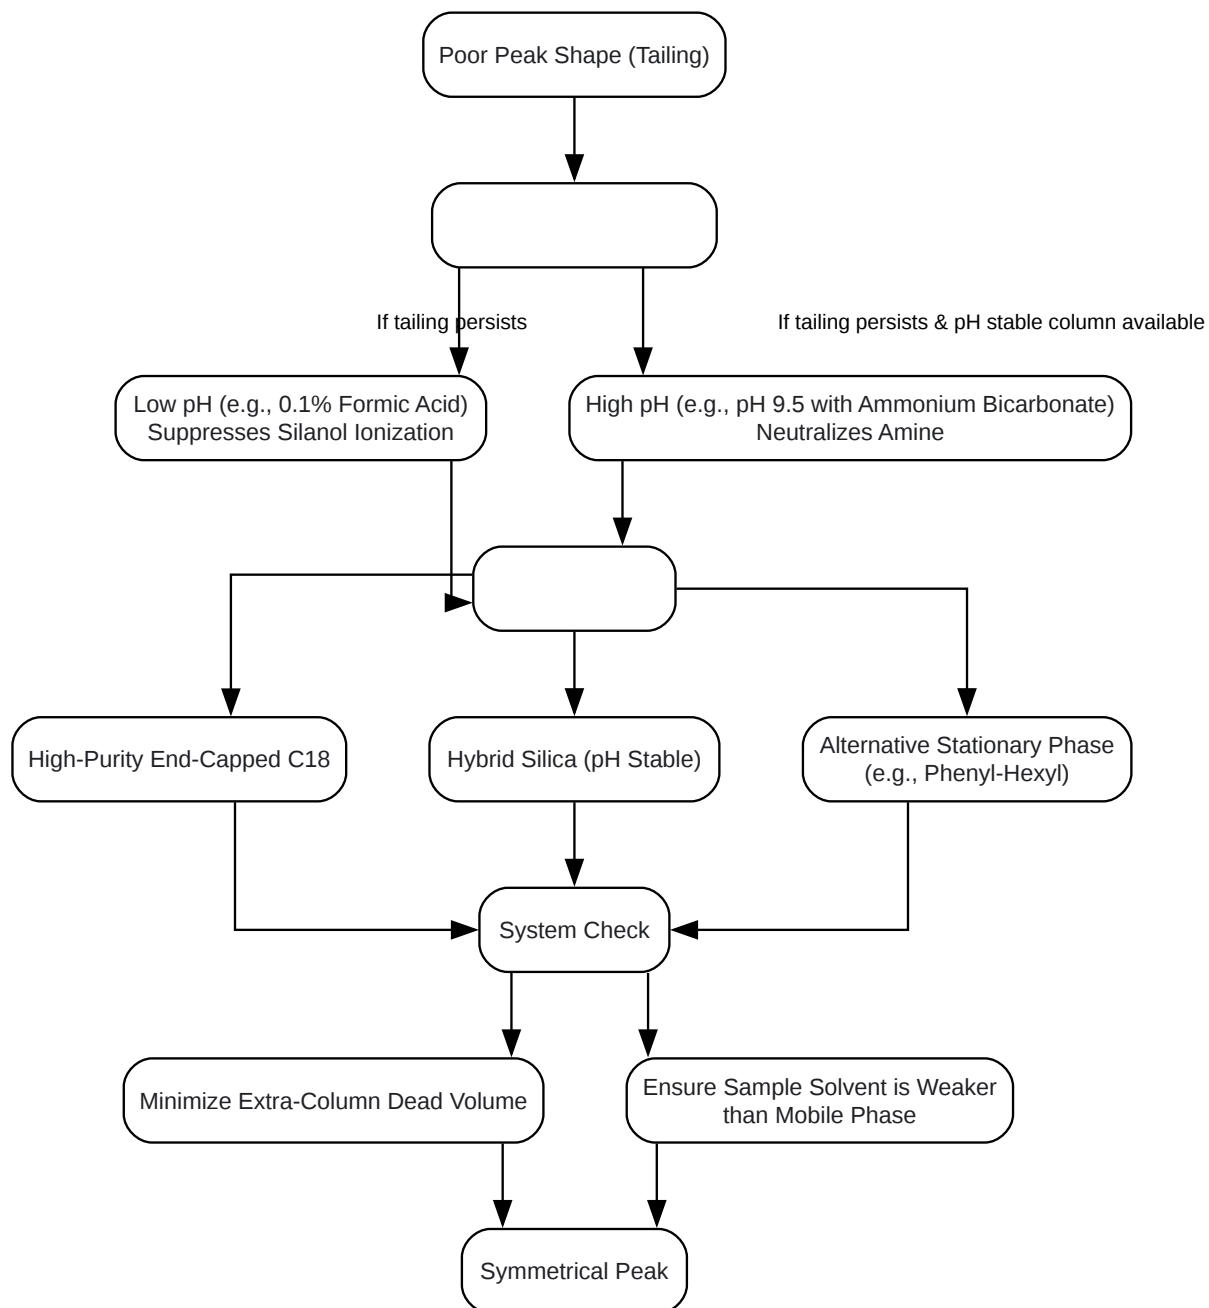 Poor Peak Shape (Tailing)
If tailing persists
If tailing persists & pH stable column available
Low pH (e.g., 0.1% Formic Acid)
Suppresses Silanol Ionization
High pH (e.g., pH 9.5 with Ammonium Bicarbonate)
Neutralizes Amine
High-Purity End-Capped C18
Hybrid Silica (pH Stable)
Alternative Stationary Phase
(e.g., Phenyl-Hexyl)
System Check
Minimize Extra-Column Dead Volume
Ensure Sample Solvent is Weaker
than Mobile Phase
Symmetrical Peak